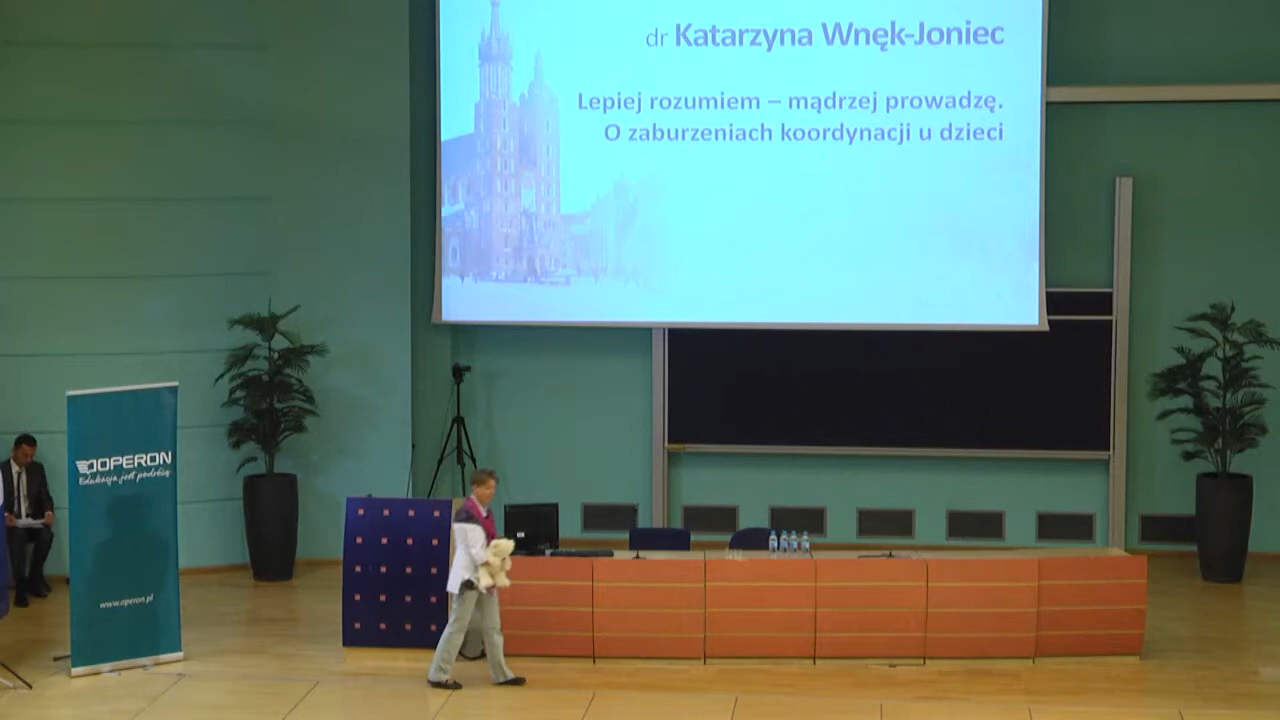 dr Katarzyna Wnęk-Joniec
Lepiej rozumiem – mądrzej prowadzę.
O zaburzeniach koordynacji u dzieci
OPERON
Edukacja jest podróżą
www.operon.pl